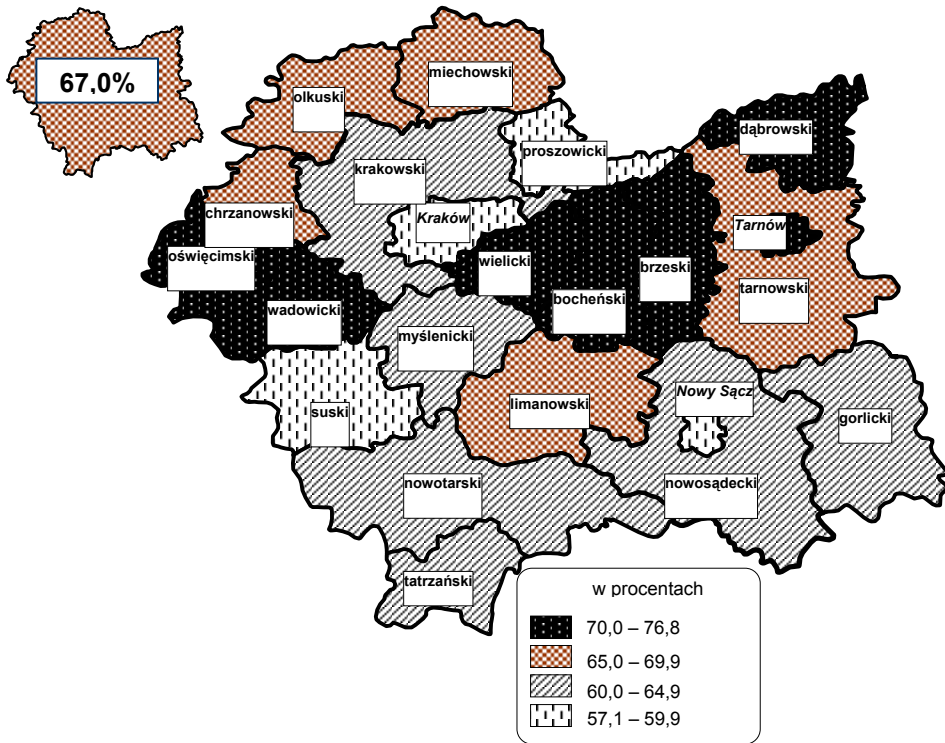 67,0%
miechowski
olkuski
dąbrowski
proszowicki
krakowski
chrzanowski
Kraków
Tarnów
oświęcimski
wielicki
brzeski
tarnowski
bocheński
wadowicki
myślenicki
Nowy Sącz
limanowski
suski
gorlicki
nowotarski
nowosądecki
tatrzański
w procentach
70,0 – 76,8
65,0 – 69,9
60,0 – 64,9
57,1 – 59,9